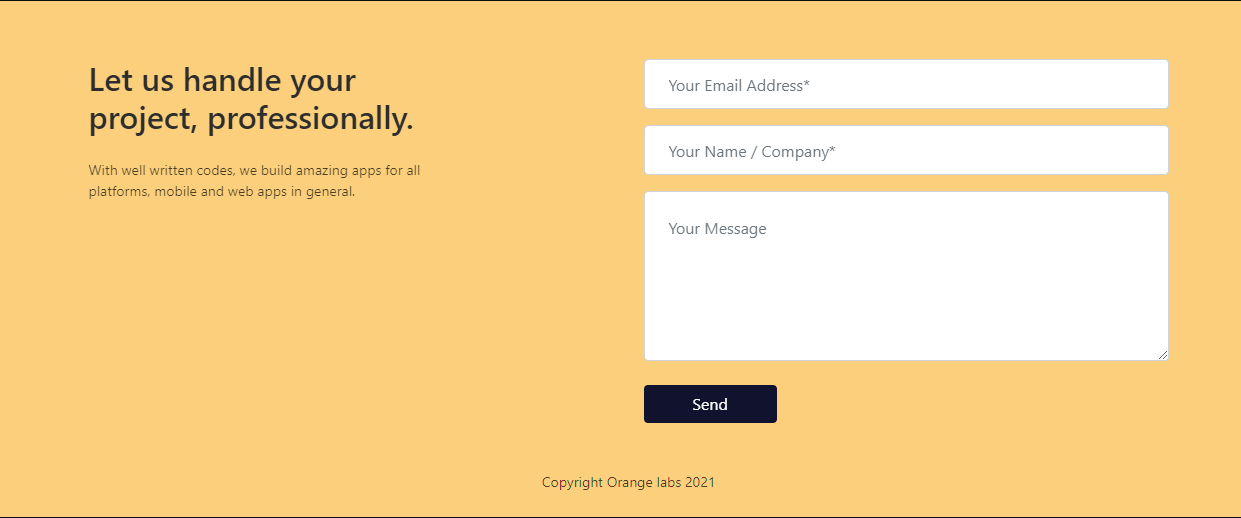 Let us handle your
project, professionally.
With well written codes, we build amazing apps for all
platforms, mobile and web apps in general.
Your Email Address*
Your Name / Company*
Your Message
Send
Copyright Orange labs 2021